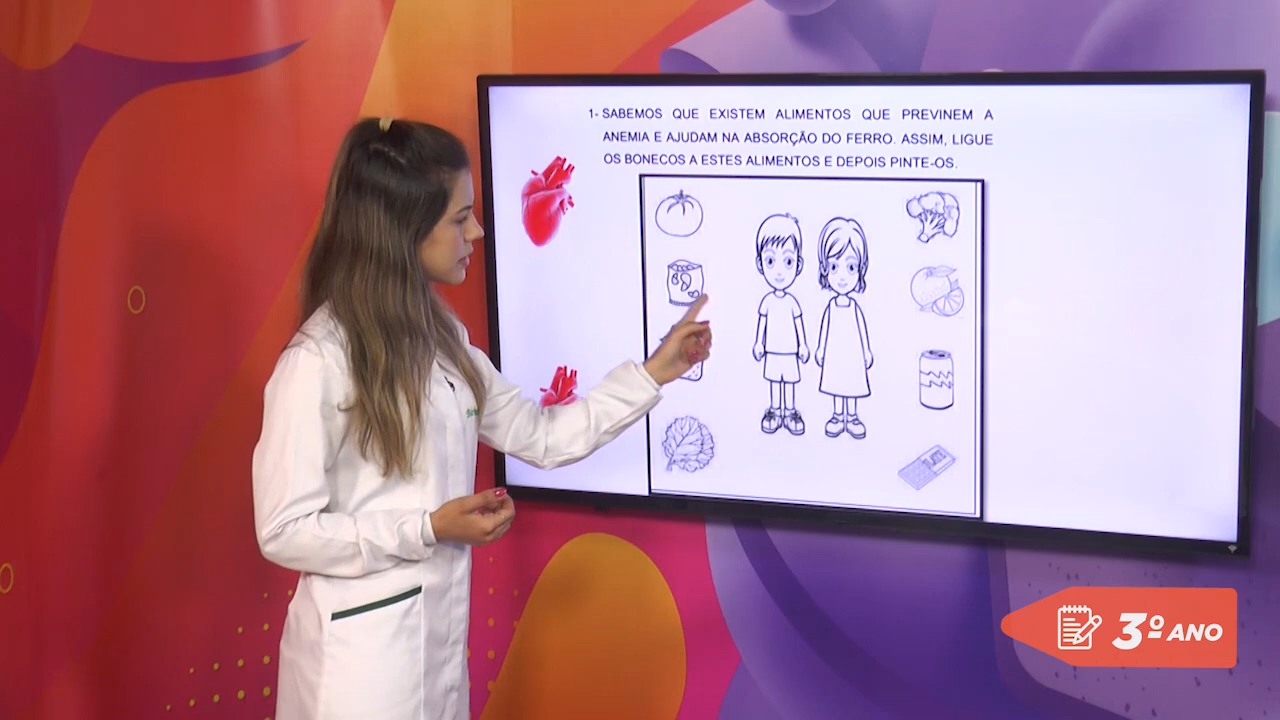 1- SABEMOS QUE EXISTEM ALIMENTOS QUE PREVINEM A
ANEMIA E AJUDAM NA ABSORÇÃO DO FERRO. ASSIM, LIGUE
OS BONECOS A ESTES ALIMENTOS E DEPOIS PINTE-OS.
3º ANO